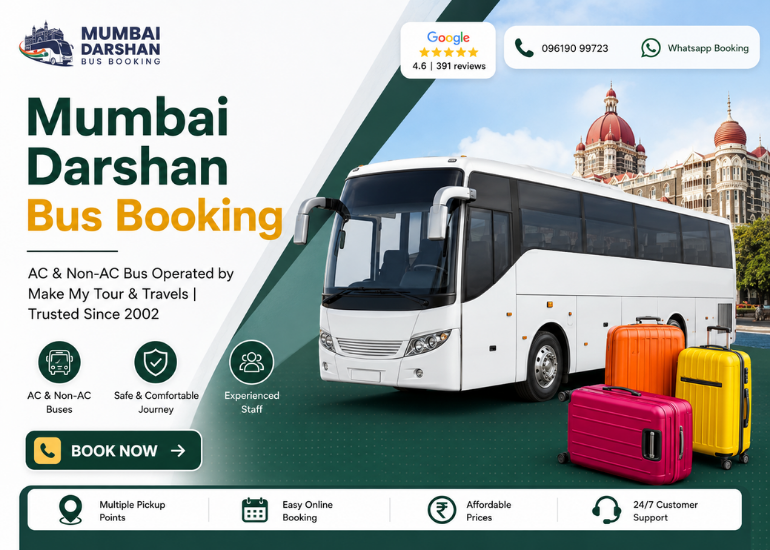 MUMBAI
DARSHAN
BUS BOOKING
Google
4.6 | 391 reviews
096190 99723
Whatsapp Booking
Mumbai
Darshan
Bus Booking
AC & Non-AC Bus Operated by
Make My Tour & Travels |
Trusted Since 2002
AC & Non-AC
Buses
Safe & Comfortable
Journey
Experienced
Staff
BOOK NOW →
Multiple Pickup
Points
Easy Online
Booking
₹
Affordable
Prices
24/7 Customer
Support